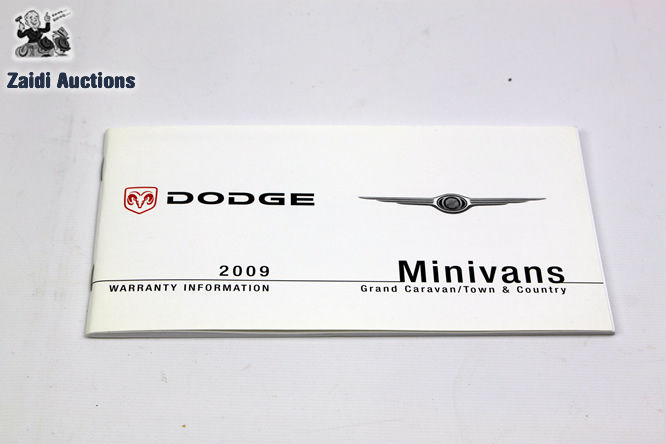 Zaidi Auctions
DODGE
2009
WARRANTY INFORMATION
Minivans
Grand Caravan/Town & Country